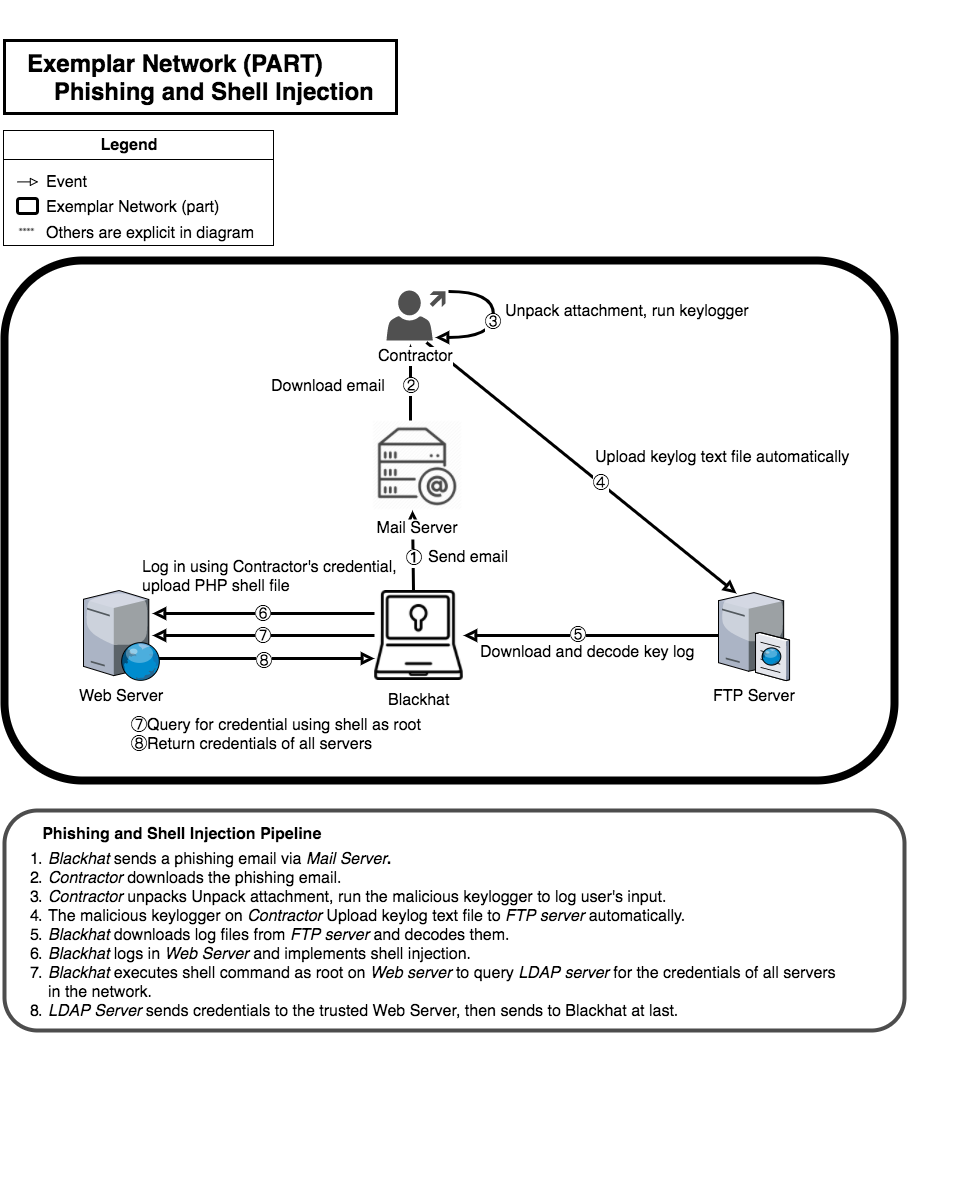 Exemplar Network (PART)
Phishing and Shell Injection
Legend
Event
Exemplar Network (part)
**** Others are explicit in diagram
③ Unpack attachment, run keylogger
Contractor
Download email ②
Upload keylog text file automatically
④
Mail Server
① Send email
Log in using Contractor's credential,
upload PHP shell file
⑥
⑦
⑧
⑤
Download and decode key log
Web Server
Blackhat
FTP Server
⑦Query for credential using shell as root
⑧Return credentials of all servers
Phishing and Shell Injection Pipeline
1. Blackhat sends a phishing email via Mail Server.
2. Contractor downloads the phishing email.
3. Contractor unpacks Unpack attachment, run the malicious keylogger to log user's input.
4. The malicious keylogger on Contractor Upload keylog text file to FTP server automatically.
5. Blackhat downloads log files from FTP server and decodes them.
6. Blackhat logs in Web Server and implements shell injection.
7. Blackhat executes shell command as root on Web server to query LDAP server for the credentials of all servers
in the network.
8. LDAP Server sends credentials to the trusted Web Server, then sends to Blackhat at last.